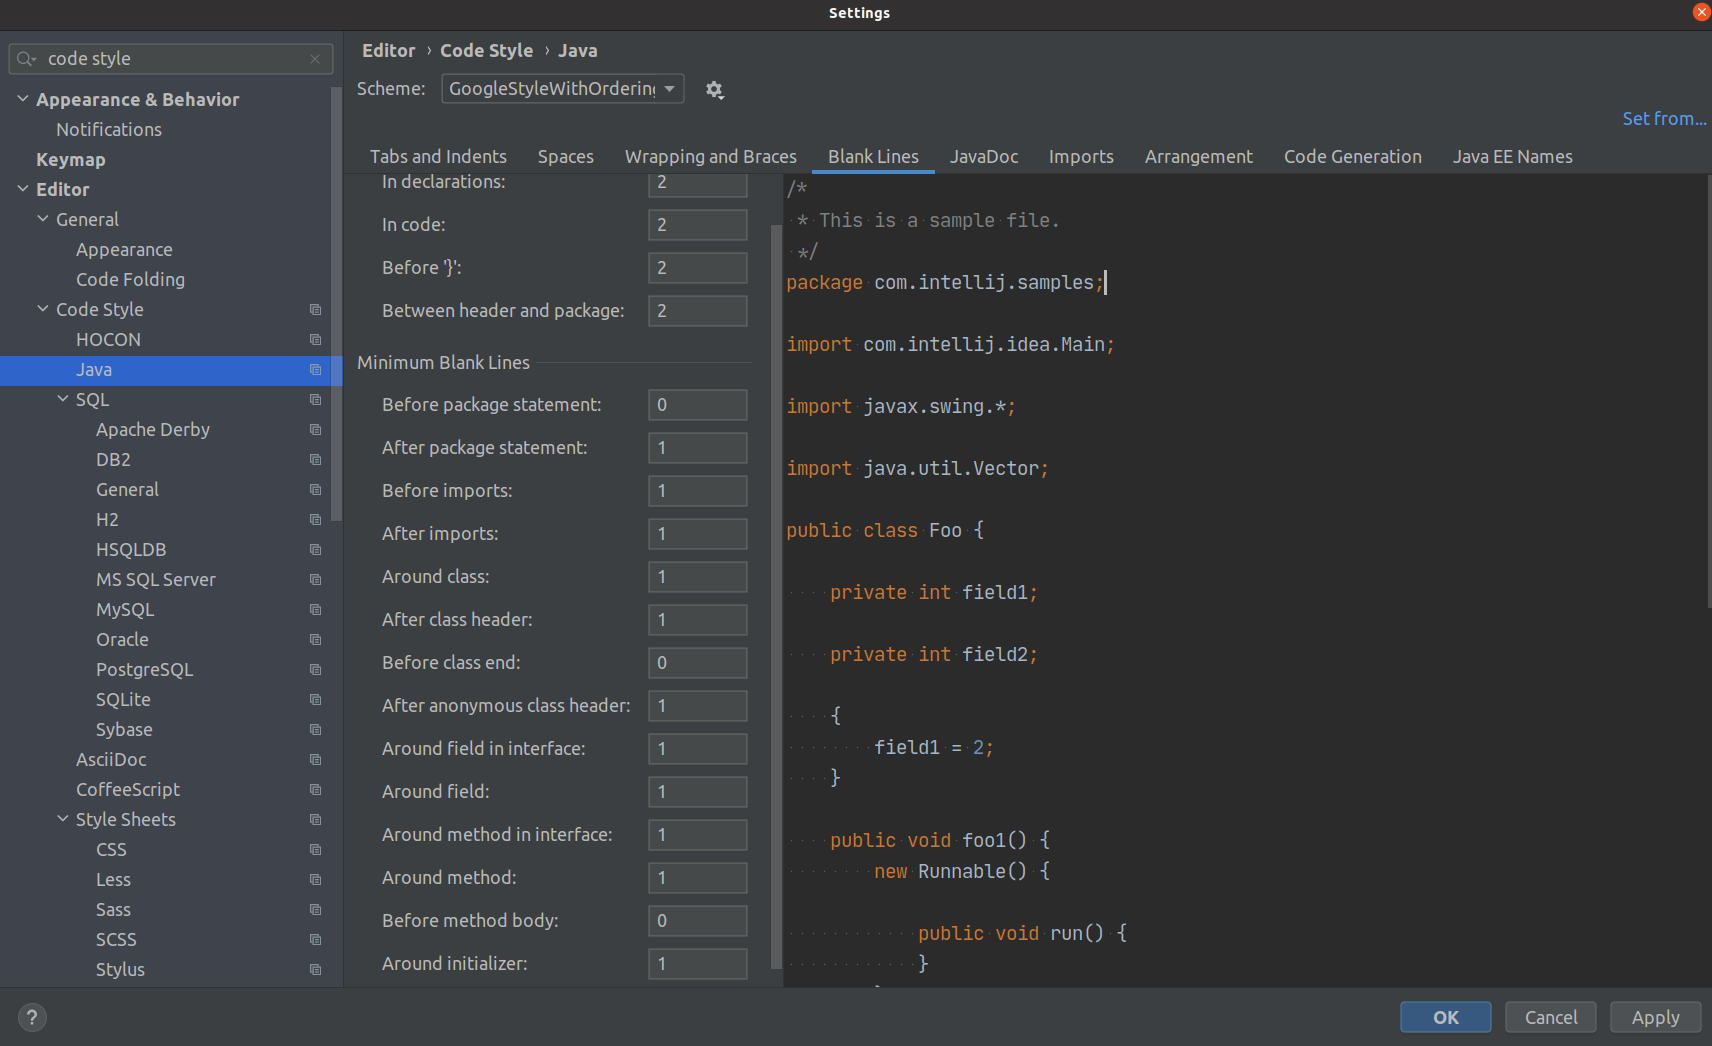 Settings
code style
Appearance & Behavior
Notifications
Keymap
Editor
General
Appearance
Code Folding
Code Style
HOCON
Java
SQL
Apache Derby
DB2
General
H2
HSQLDB
MS SQL Server
MySQL
Oracle
PostgreSQL
SQLite
Sybase
AsciiDoc
CoffeeScript
Style Sheets
CSS
Less
Sass
SCSS
Stylus
Editor › Code Style › Java
Scheme: GoogleStyleWithOrdering
Set from...
Tabs and Indents Spaces Wrapping and Braces Blank Lines JavaDoc Imports Arrangement Code Generation Java EE Names
In declarations: 2
In code: 2
Before '}': 2
Between header and package: 2
Minimum Blank Lines
Before package statement: 0
After package statement: 1
Before imports: 1
After imports: 1
Around class: 1
After class header: 1
Before class end: 0
After anonymous class header: 1
Around field in interface: 1
Around field: 1
Around method in interface: 1
Around method: 1
Before method body: 0
Around initializer: 1
/*
 * This is a sample file.
 */
package com.intellij.samples;
import com.intellij.idea.Main;
import javax.swing.*;
import java.util.Vector;
public class Foo {
    private int field1;
    private int field2;
    {
        field1 = 2;
    }
    public void foo1() {
        new Runnable() {
            public void run() {
            }
?
OK Cancel Apply